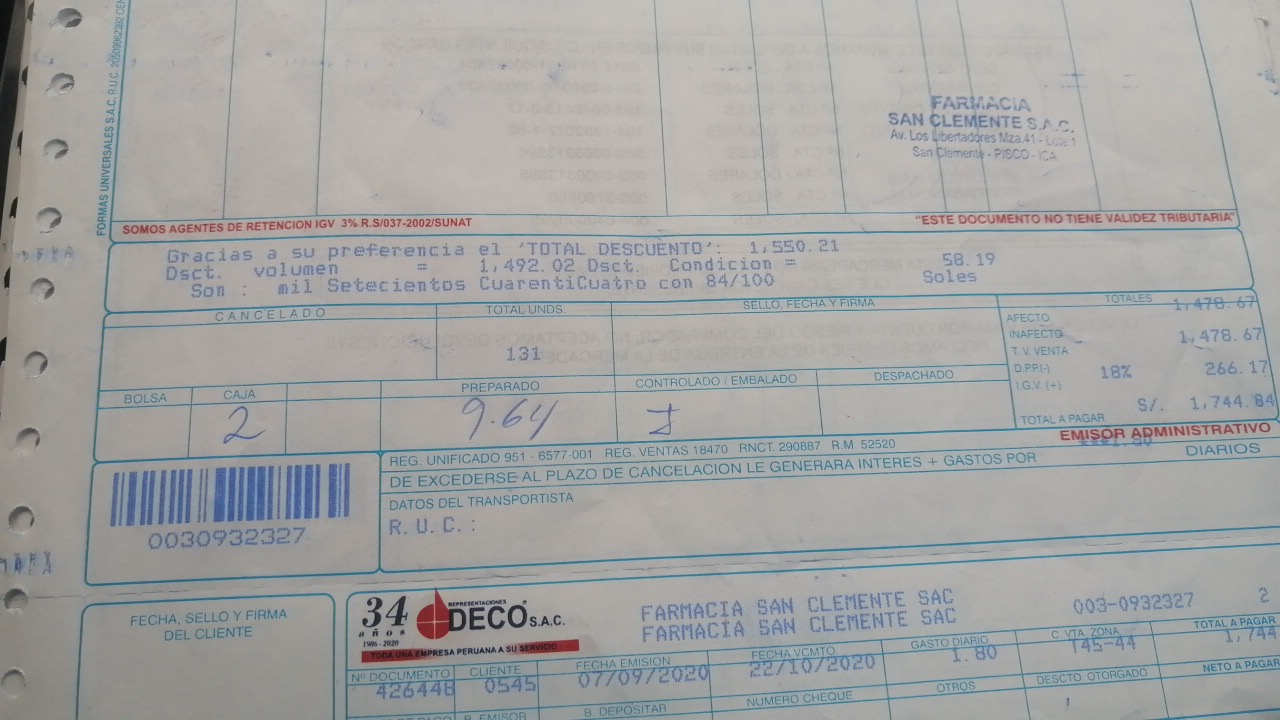 FORMAS UNIVERSALES S.A.C. R.U.C.
FARMACIA
SAN CLEMENTE S.A.C.
Av. Los Libertadores Mza.41 - Lote 1
San Clemente - PISCO - ICA
SOMOS AGENTES DE RETENCION IGV 3% R.S/037-2002/SUNAT
"ESTE DOCUMENTO NO TIENE VALIDEZ TRIBUTARIA"
Gracias a su preferencia el 'TOTAL DESCUENTO': 1,550.21
Dsct. volumen = 1,492.02 Dsct. Condicion = 58.19
Son : mil Setecientos CuarentiCuatro con 84/100 Soles
CANCELADO
TOTAL UNDS.
131
SELLO, FECHA Y FIRMA
TOTALES
1,478.67
AFECTO
INAFECTO 1,478.67
T. V. VENTA
D.P.P.(-) 266.17
I.G.V. (+) 18%
TOTAL A PAGAR S/. 1,744.84
BOLSA
CAJA
2
PREPARADO
9.64
CONTROLADO / EMBALADO
DESPACHADO
EMISOR ADMINISTRATIVO
REG. UNIFICADO 951 - 6577-001 REG. VENTAS 18470 RNCT. 290887 R.M. 52520
***1.80
DE EXCEDERSE AL PLAZO DE CANCELACION LE GENERARA INTERES + GASTOS POR DIARIOS
DATOS DEL TRANSPORTISTA
R. U. C. :
0030932327
FECHA, SELLO Y FIRMA
DEL CLIENTE
34
años
1986 - 2020
REPRESENTACIONES
DECO S.A.C.
TODA UNA EMPRESA PERUANA A SU SERVICIO
FARMACIA SAN CLEMENTE SAC
FARMACIA SAN CLEMENTE SAC
003-0932327 2
Nº DOCUMENTO
426448
CLIENTE
0545
FECHA EMISION
07/09/2020
FECHA VCMTO.
22/10/2020
GASTO DIARIO
1.80
C. VTA. ZONA
145-44
TOTAL A PAGAR
1,744
B. EMISOR
B. DEPOSITAR
NUMERO CHEQUE
OTROS
DESCTO. OTORGADO
NETO A PAGAR